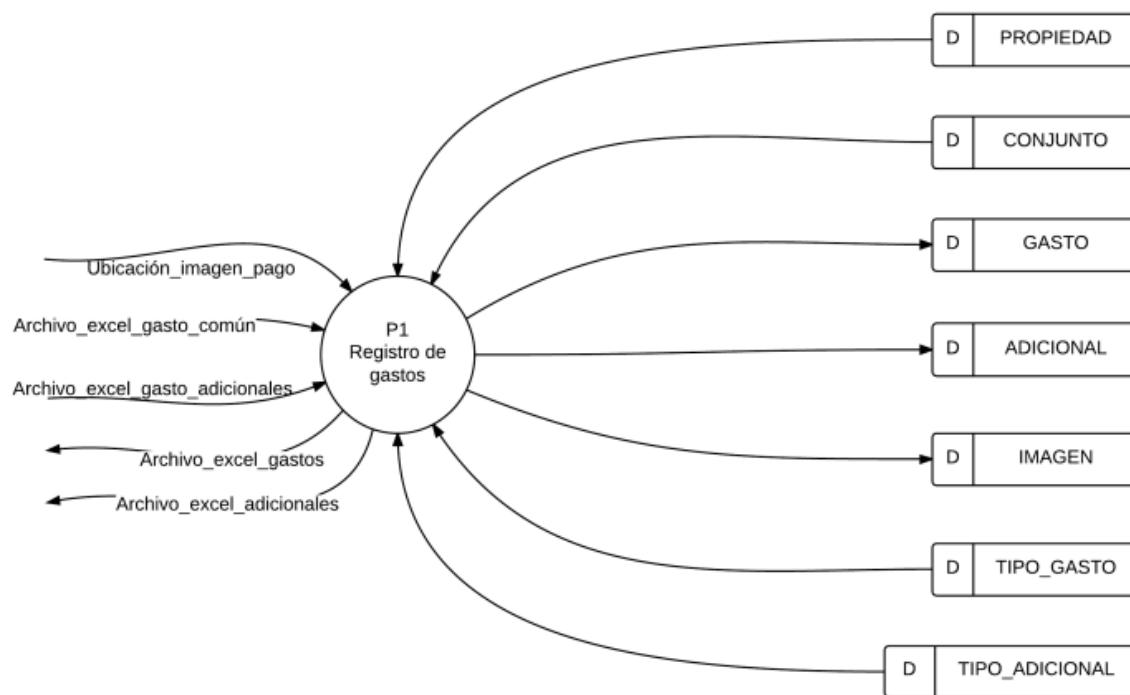 D PROPIEDAD
D CONJUNTO
D GASTO
Ubicación_imagen_pago
Archivo_excel_gasto_común
P1
Registro de
gastos
D ADICIONAL
Archivo_excel_gasto_adicionales
Archivo_excel_gastos
D IMAGEN
Archivo_excel_adicionales
D TIPO_GASTO
D TIPO_ADICIONAL